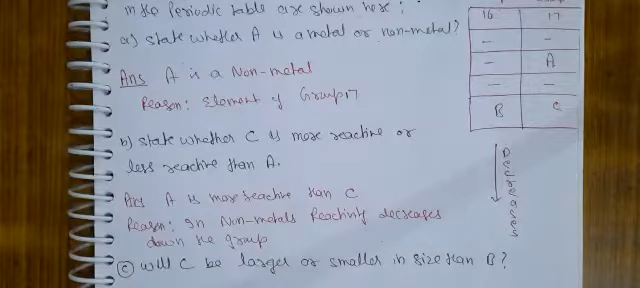 in the Periodic table are shown here:
a) state whether A is a metal or non-metal?
Ans A is a Non-metal
Reason: Element of Group 17
b) state whether C is more reactive or
less reactive than A.
Ans A is more reactive than C
Reason: In Non-metals Reactivity decreases
down the group
c) will C be larger or smaller in size than B?
16 17
- -
- A
- -
B C